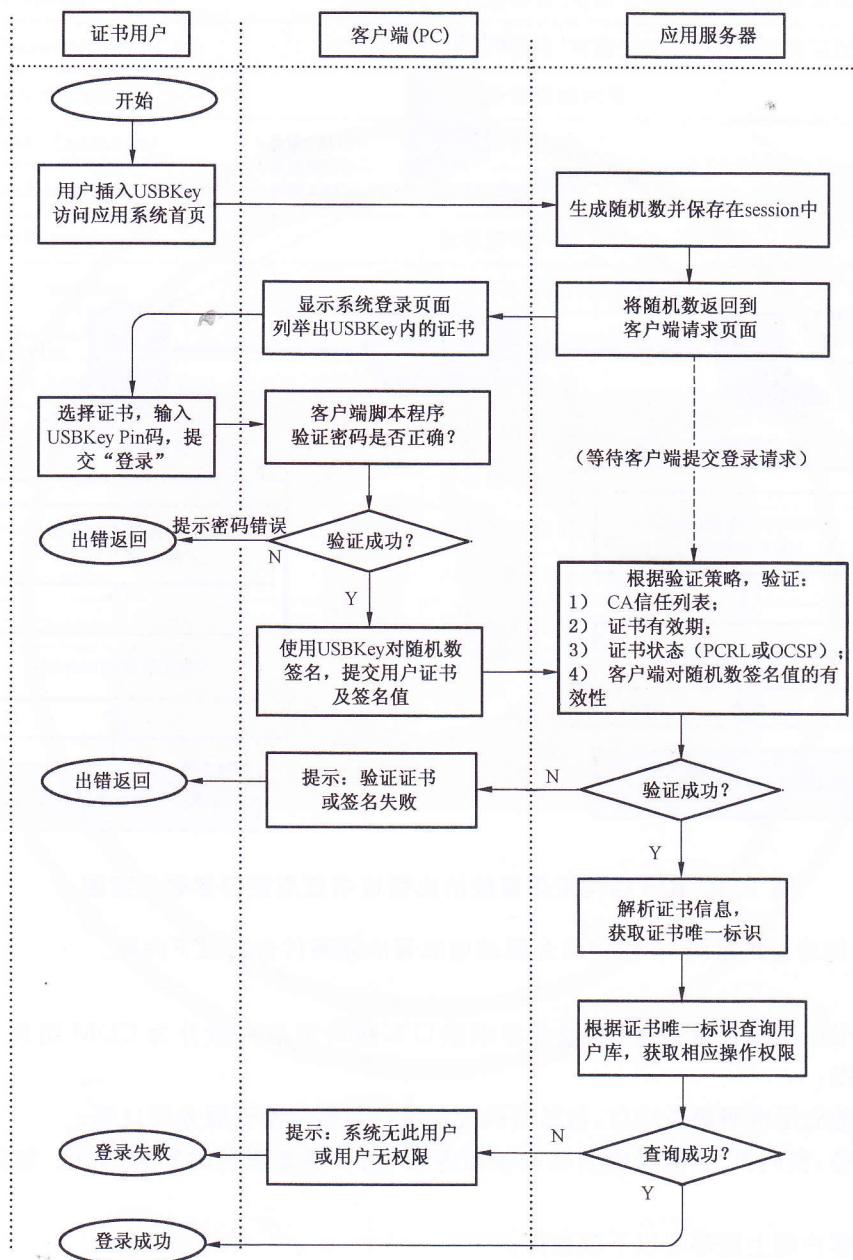 证书用户
客户端(PC)
应用服务器
开始
用户插入USBKey
访问应用系统首页
生成随机数并保存在session中
显示系统登录页面
列举出USBKey内的证书
将随机数返回到
客户端请求页面
选择证书，输入
USBKey Pin码，提
交“登录”
客户端脚本程序
验证密码是否正确？
（等待客户端提交登录请求）
出错返回
提示密码错误
N
验证成功？
Y
根据验证策略，验证：
1） CA信任列表；
2） 证书有效期；
3） 证书状态（PCRL或OCSP）；
4） 客户端对随机数签名值的有
效性
使用USBKey对随机数
签名，提交用户证书
及签名值
出错返回
提示：验证证书
或签名失败
N
验证成功？
Y
解析证书信息，
获取证书唯一标识
根据证书唯一标识查询用
户库，获取相应操作权限
登录失败
提示：系统无此用户
或用户无权限
N
查询成功？
Y
登录成功